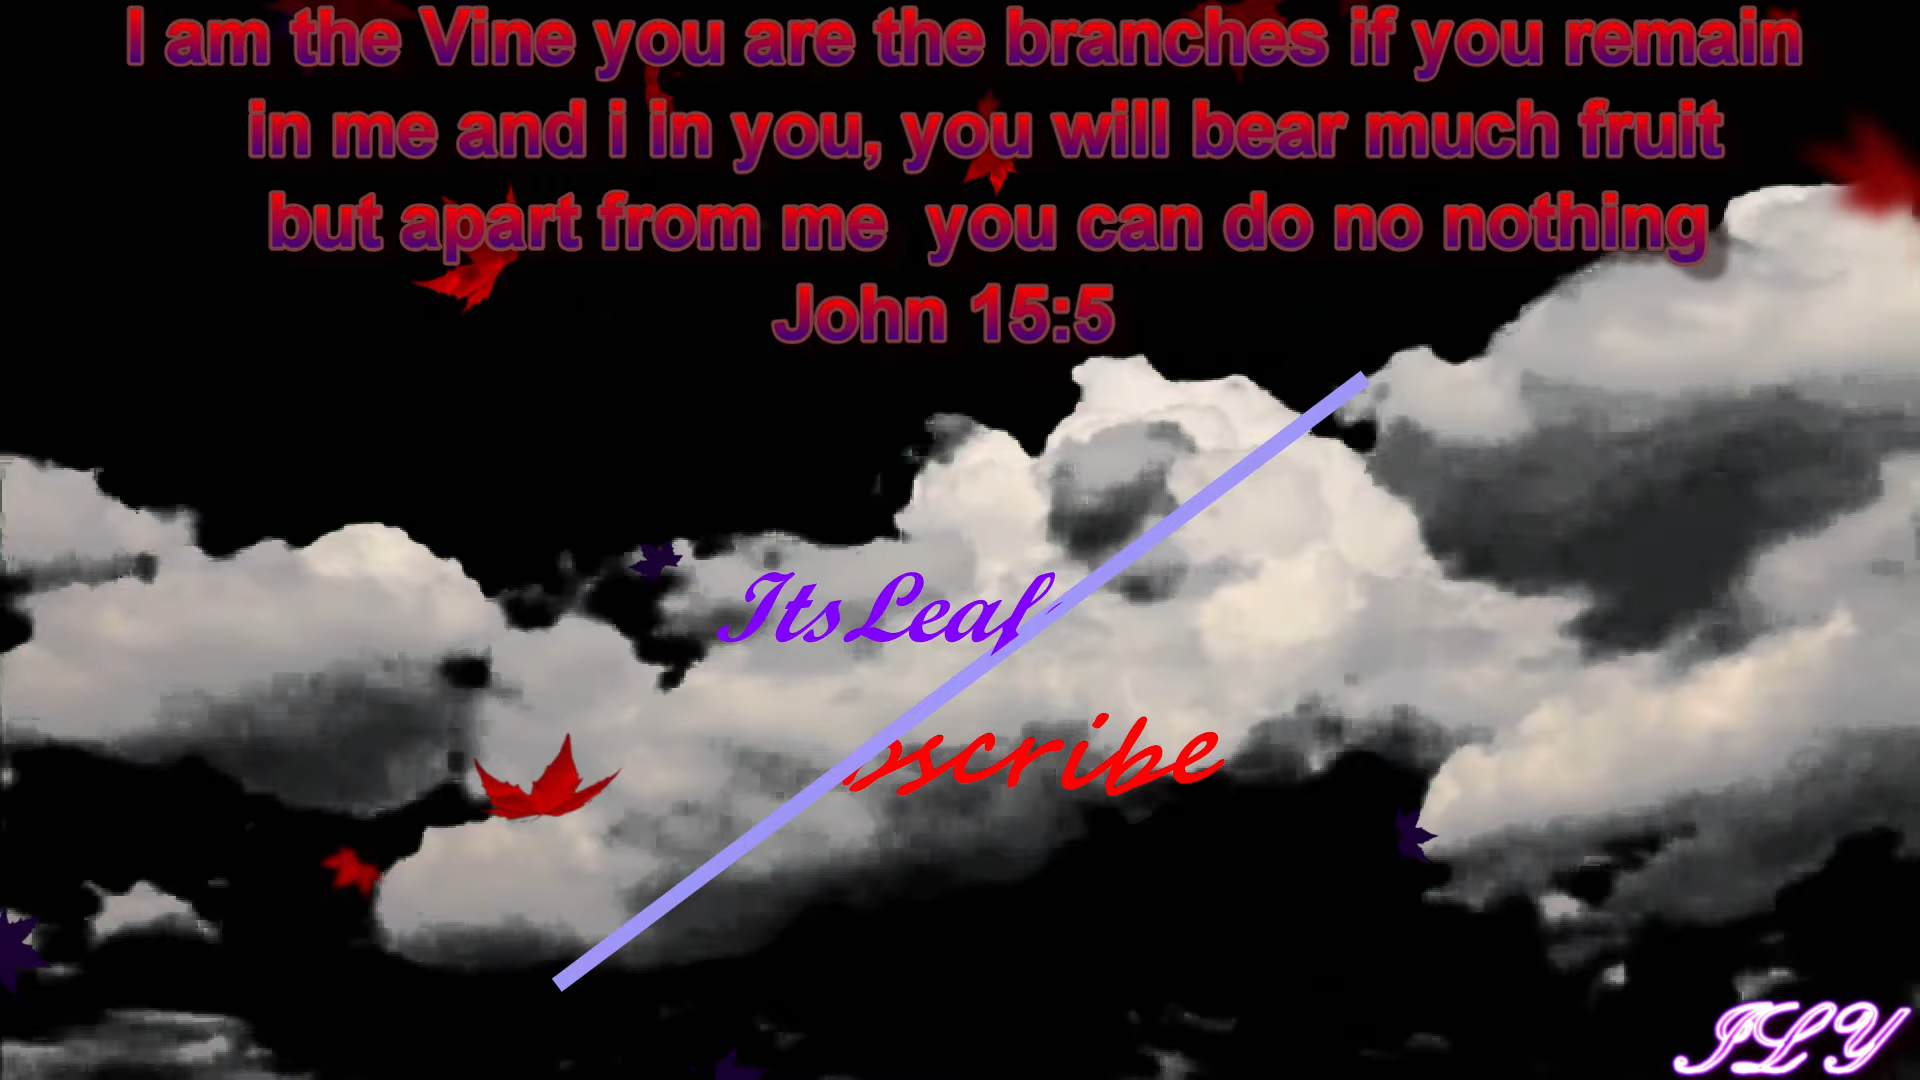 I am the Vine you are the branches if you remain
in me and i in you, you will bear much fruit
but apart from me  you can do no nothing
John 15:5
ItsLeaf
bscribe
ILY